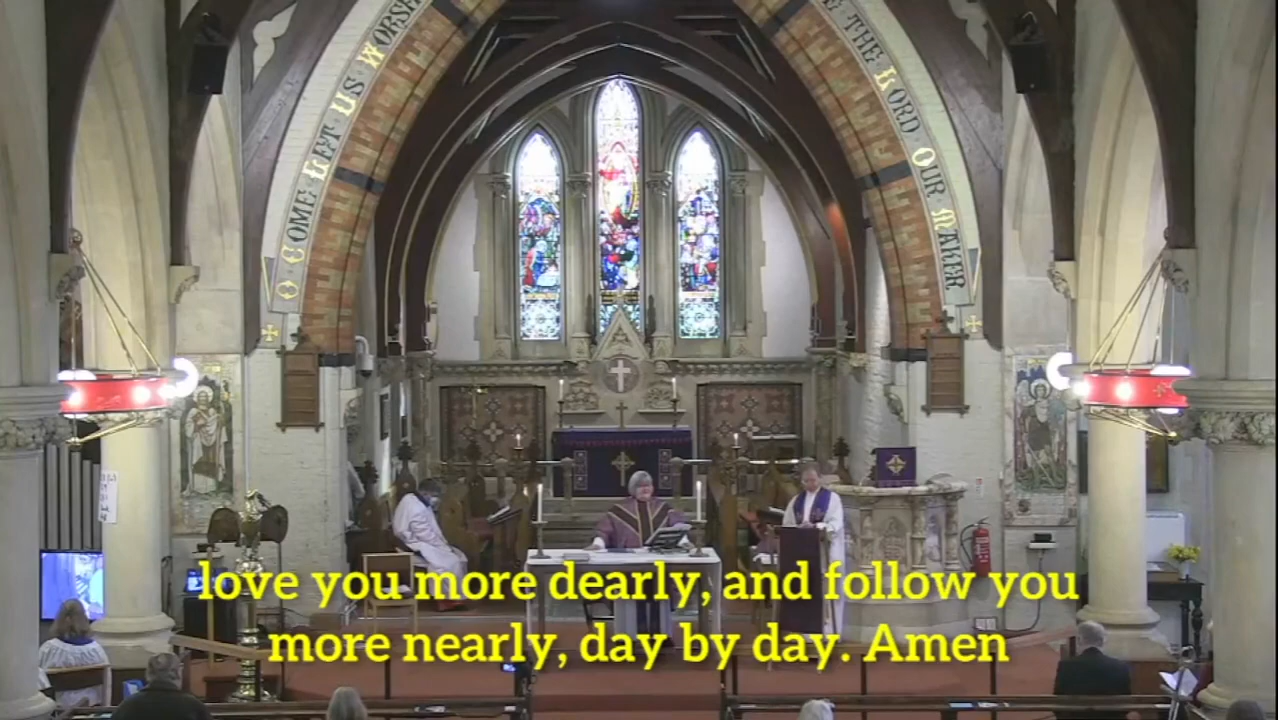 O COME LET US WORSH
E THE LORD OUR MAKER
love you more dearly, and follow you
more nearly, day by day. Amen